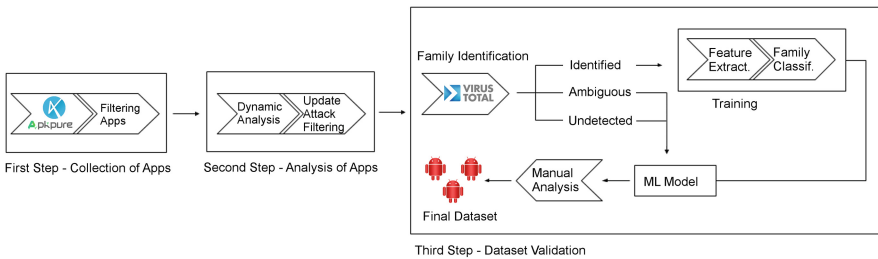 Apkpure
Filtering
Apps
First Step - Collection of Apps
Dynamic
Analysis
Update
Attack
Filtering
Second Step - Analysis of Apps
Family Identification
VIRUS
TOTAL
Identified
Ambiguous
Undetected
Feature
Extract.
Family
Classif.
Training
ML Model
Manual
Analysis
Final Dataset
Third Step - Dataset Validation